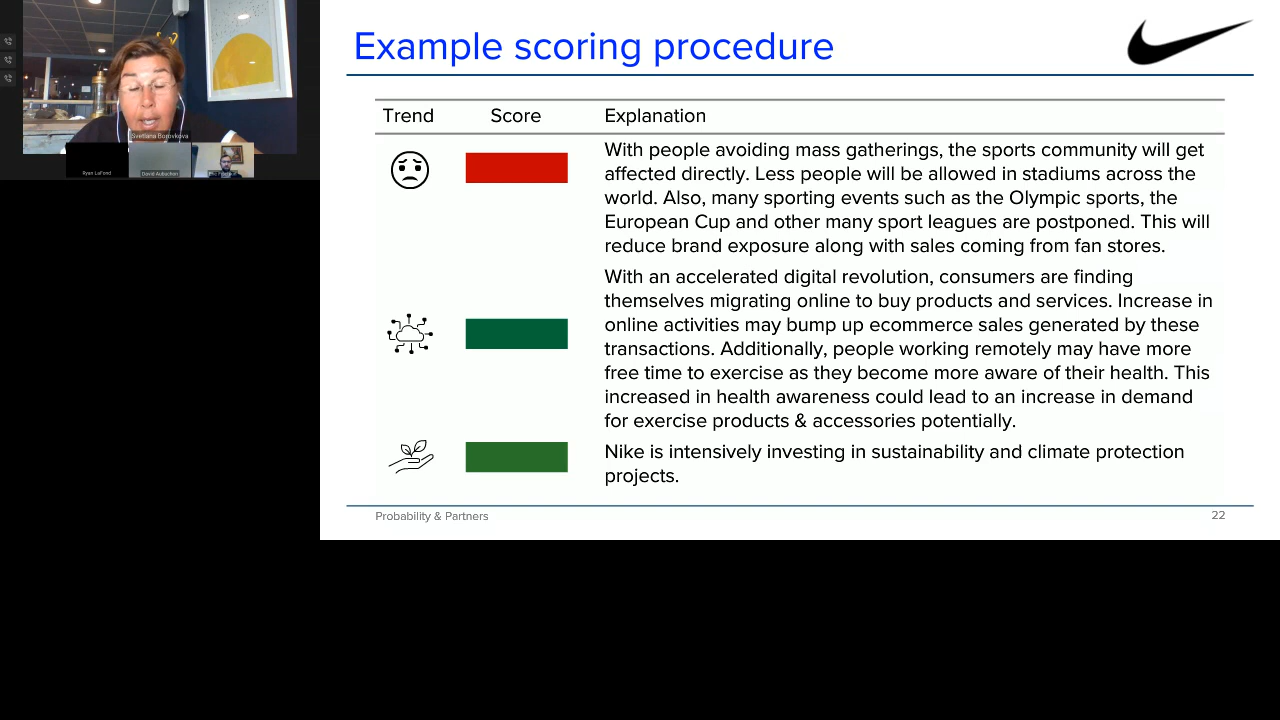 Svetlana Borovkova
Ryan LaFond
David Aubuchon
Example scoring procedure
Trend Score Explanation
With people avoiding mass gatherings, the sports community will get
affected directly. Less people will be allowed in stadiums across the
world. Also, many sporting events such as the Olympic sports, the
European Cup and other many sport leagues are postponed. This will
reduce brand exposure along with sales coming from fan stores.
With an accelerated digital revolution, consumers are finding
themselves migrating online to buy products and services. Increase in
online activities may bump up ecommerce sales generated by these
transactions. Additionally, people working remotely may have more
free time to exercise as they become more aware of their health. This
increased in health awareness could lead to an increase in demand
for exercise products & accessories potentially.
Nike is intensively investing in sustainability and climate protection
projects.
Probability & Partners 22